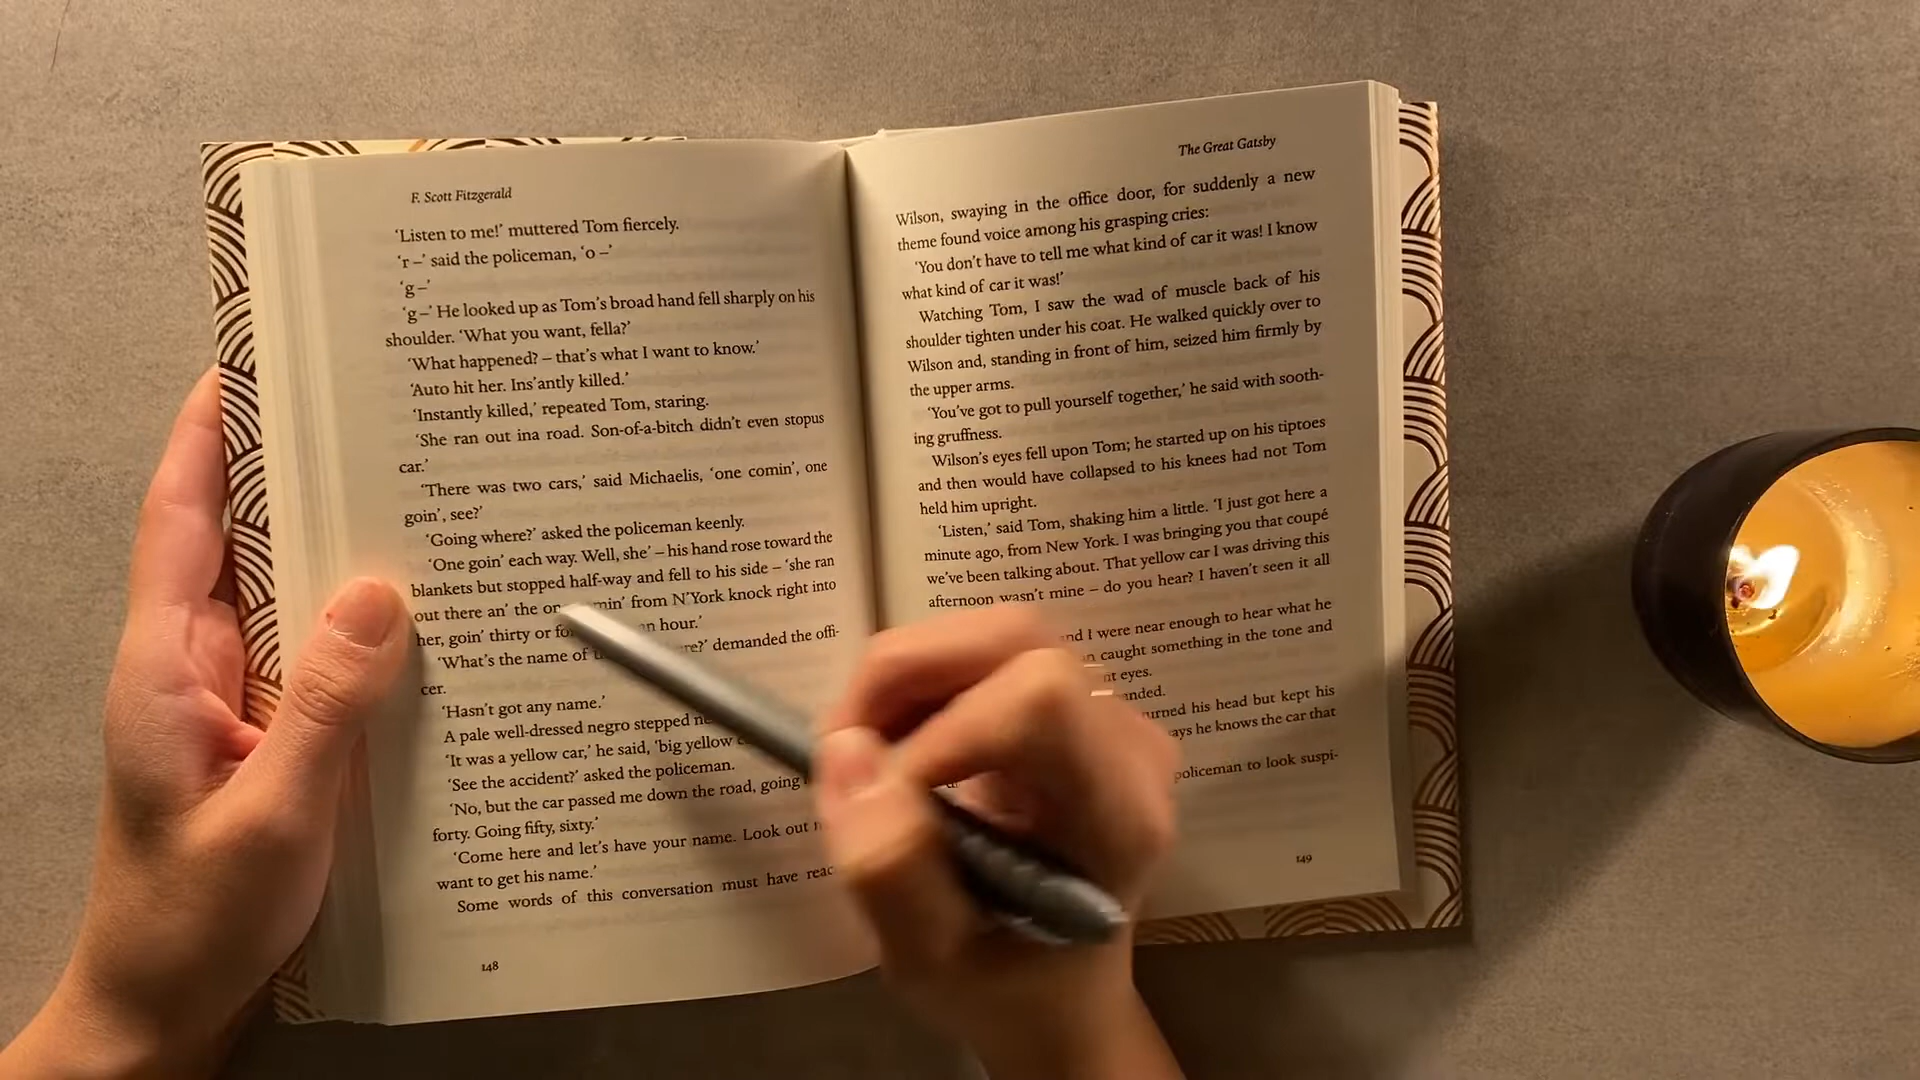 F. Scott Fitzgerald
‘Listen to me!’ muttered Tom fiercely.
‘r –’ said the policeman, ‘o –’
‘g –’
‘g –’ He looked up as Tom’s broad hand fell sharply on his
shoulder. ‘What you want, fella?’
‘What happened? – that’s what I want to know.’
‘Auto hit her. Ins’antly killed.’
‘Instantly killed,’ repeated Tom, staring.
‘She ran out ina road. Son-of-a-bitch didn’t even stopus
car.’
‘There was two cars,’ said Michaelis, ‘one comin’, one
goin’, see?’
‘Going where?’ asked the policeman keenly.
‘One goin’ each way. Well, she’ – his hand rose toward the
blankets but stopped half-way and fell to his side – ‘she ran
out there an’ the from N’York knock right into
her, goin’ thirty or hour.’
‘What’s the name of demanded the offi-
cer.
‘Hasn’t got any name.’
A pale well-dressed negro stepped
‘It was a yellow car,’ he said, ‘big yellow
‘See the accident?’ asked the policeman.
‘No, but the car passed me down the road, going
forty. Going fifty, sixty.’
‘Come here and let’s have your name. Look out
want to get his name.’
Some words of this conversation must have
148
The Great Gatsby
Wilson, swaying in the office door, for suddenly a new
theme found voice among his grasping cries:
‘You don’t have to tell me what kind of car it was! I know
what kind of car it was!’
Watching Tom, I saw the wad of muscle back of his
shoulder tighten under his coat. He walked quickly over to
Wilson and, standing in front of him, seized him firmly by
the upper arms.
‘You’ve got to pull yourself together,’ he said with sooth-
ing gruffness.
Wilson’s eyes fell upon Tom; he started up on his tiptoes
and then would have collapsed to his knees had not Tom
held him upright.
‘Listen,’ said Tom, shaking him a little. ‘I just got here a
minute ago, from New York. I was bringing you that coupé
we’ve been talking about. That yellow car I was driving this
afternoon wasn’t mine – do you hear? I haven’t seen it all
and I were near enough to hear what he
caught something in the tone and
eyes.
his head but kept his
he knows the car that
policeman to look suspi-
149